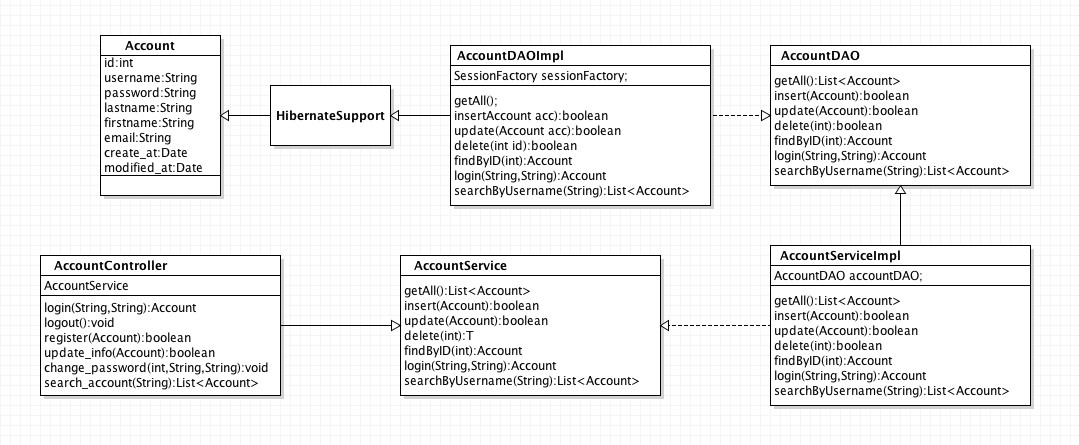 Account
id:int
username:String
password:String
lastname:String
firstname:String
email:String
create_at:Date
modified_at:Date
HibernateSupport
AccountDAOImpl
SessionFactory sessionFactory;
getAll();
insertAccount acc):boolean
update(Account acc):boolean
delete(int id):boolean
findByID(int):Account
login(String,String):Account
searchByUsername(String):List<Account>
AccountDAO
getAll():List<Account>
insert(Account):boolean
update(Account):boolean
delete(int):boolean
findByID(int):Account
login(String,String):Account
searchByUsername(String):List<Account>
AccountController
AccountService
login(String,String):Account
logout():void
register(Account):boolean
update_info(Account):boolean
change_password(int,String,String):void
search_account(String):List<Account>
AccountService
getAll():List<Account>
insert(Account):boolean
update(Account):boolean
delete(int):T
findByID(int):Account
login(String,String):Account
searchByUsername(String):List<Account>
AccountServiceImpl
AccountDAO accountDAO;
getAll():List<Account>
insert(Account):boolean
update(Account):boolean
delete(int):boolean
findByID(int):Account
login(String,String):Account
searchByUsername(String):List<Account>